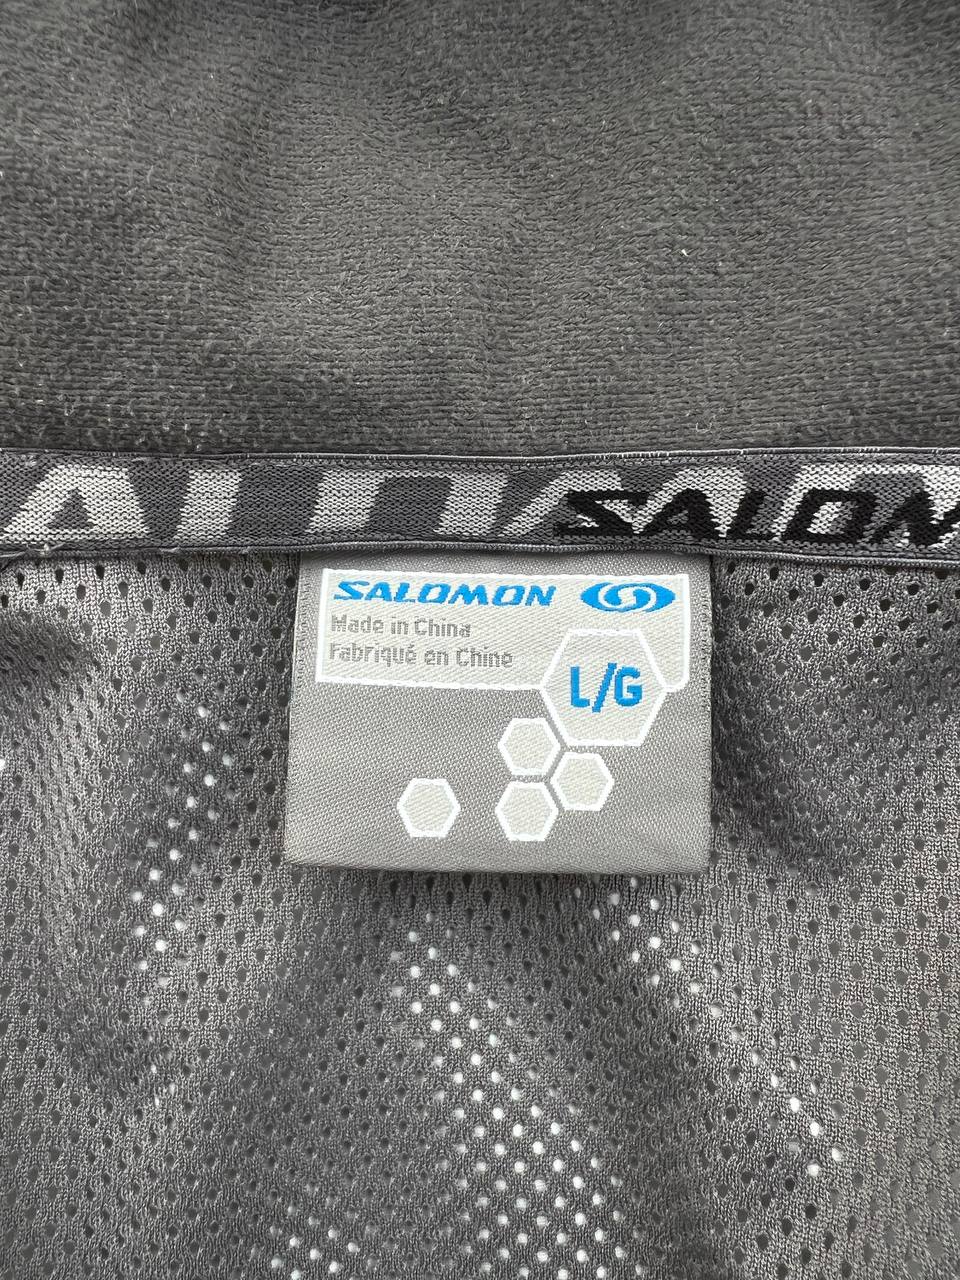 SALOMON
SALOMON
Made in China
Fabriqué en Chine
L/G